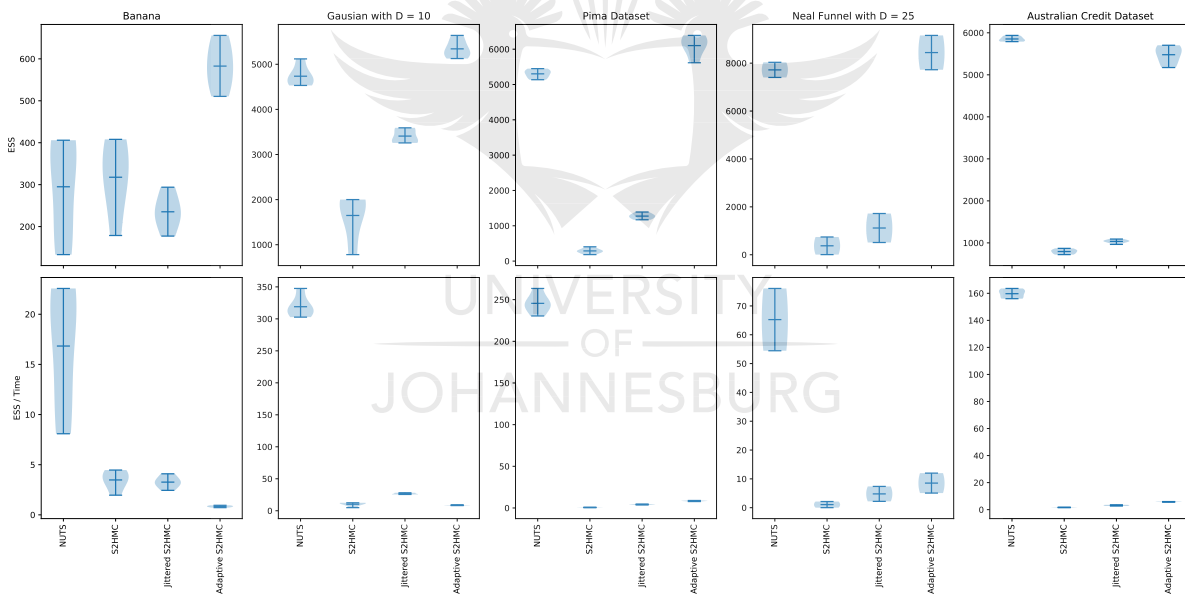 Banana
Gausian with D = 10
Pima Dataset
Neal Funnel with D = 25
Australian Credit Dataset
ESS
600
500
400
300
200
5000
4000
3000
2000
1000
6000
5000
4000
3000
2000
1000
0
8000
6000
4000
2000
0
6000
5000
4000
3000
2000
1000
ESS / Time
20
15
10
5
0
350
300
250
200
150
100
50
0
250
200
150
100
50
0
70
60
50
40
30
20
10
0
160
140
120
100
80
60
40
20
0
UNIVERSITY
OF
JOHANNESBURG
NUTS
S2HMC
Jittered S2HMC
Adaptive S2HMC
NUTS
S2HMC
Jittered S2HMC
Adaptive S2HMC
NUTS
S2HMC
Jittered S2HMC
Adaptive S2HMC
NUTS
S2HMC
Jittered S2HMC
Adaptive S2HMC
NUTS
S2HMC
Jittered S2HMC
Adaptive S2HMC